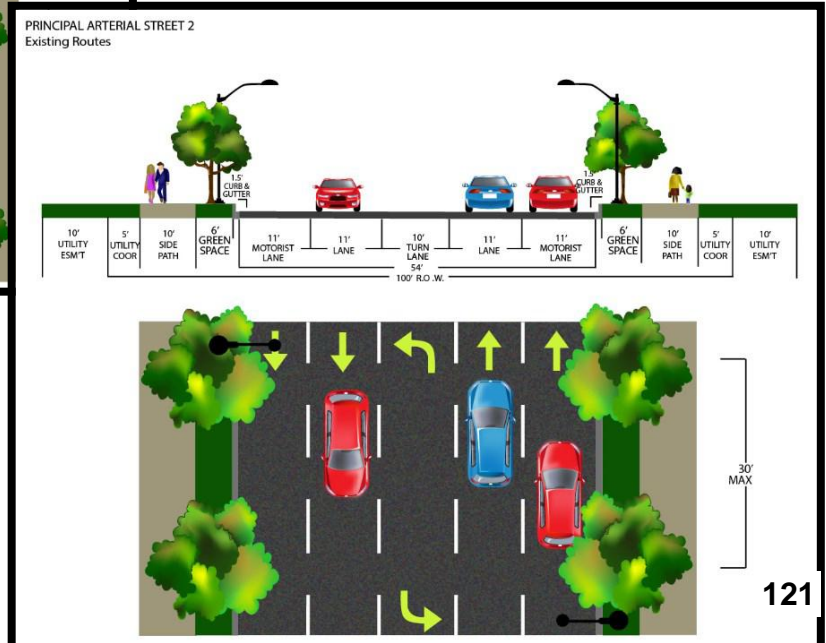 PRINCIPAL ARTERIAL STREET 2
Existing Routes
1.5'
CURB &
GUTTER
1.5'
CURB &
GUTTER
10'
UTILITY
ESM'T
5'
UTILITY
COOR
10'
SIDE
PATH
6'
GREEN
SPACE
11'
MOTORIST
LANE
11'
LANE
10'
TURN
LANE
11'
LANE
11'
MOTORIST
LANE
6'
GREEN
SPACE
10'
SIDE
PATH
5'
UTILITY
COOR
10'
UTILITY
ESM'T
54'
100' R.O .W.
30'
MAX
121